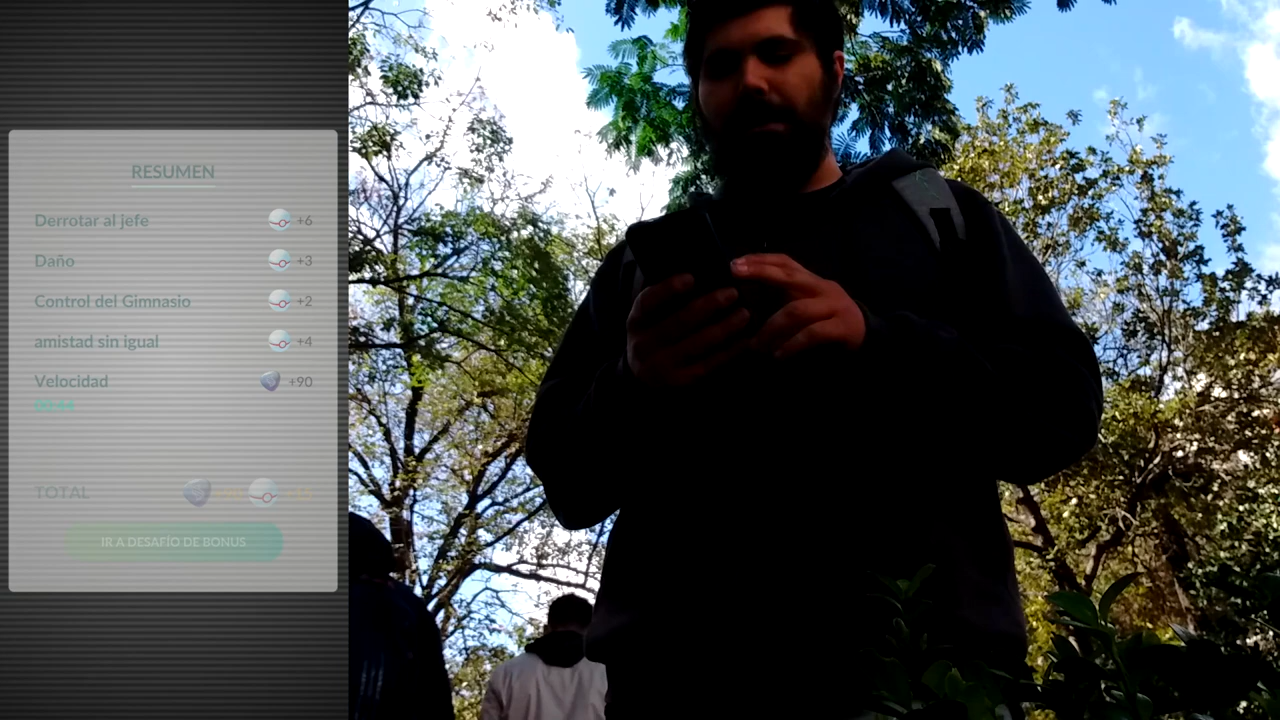 RESUMEN
Derrotar al jefe +6
Daño +3
Control del Gimnasio +2
amistad sin igual +4
Velocidad +90
TOTAL
IR A DESAFÍO DE BONUS